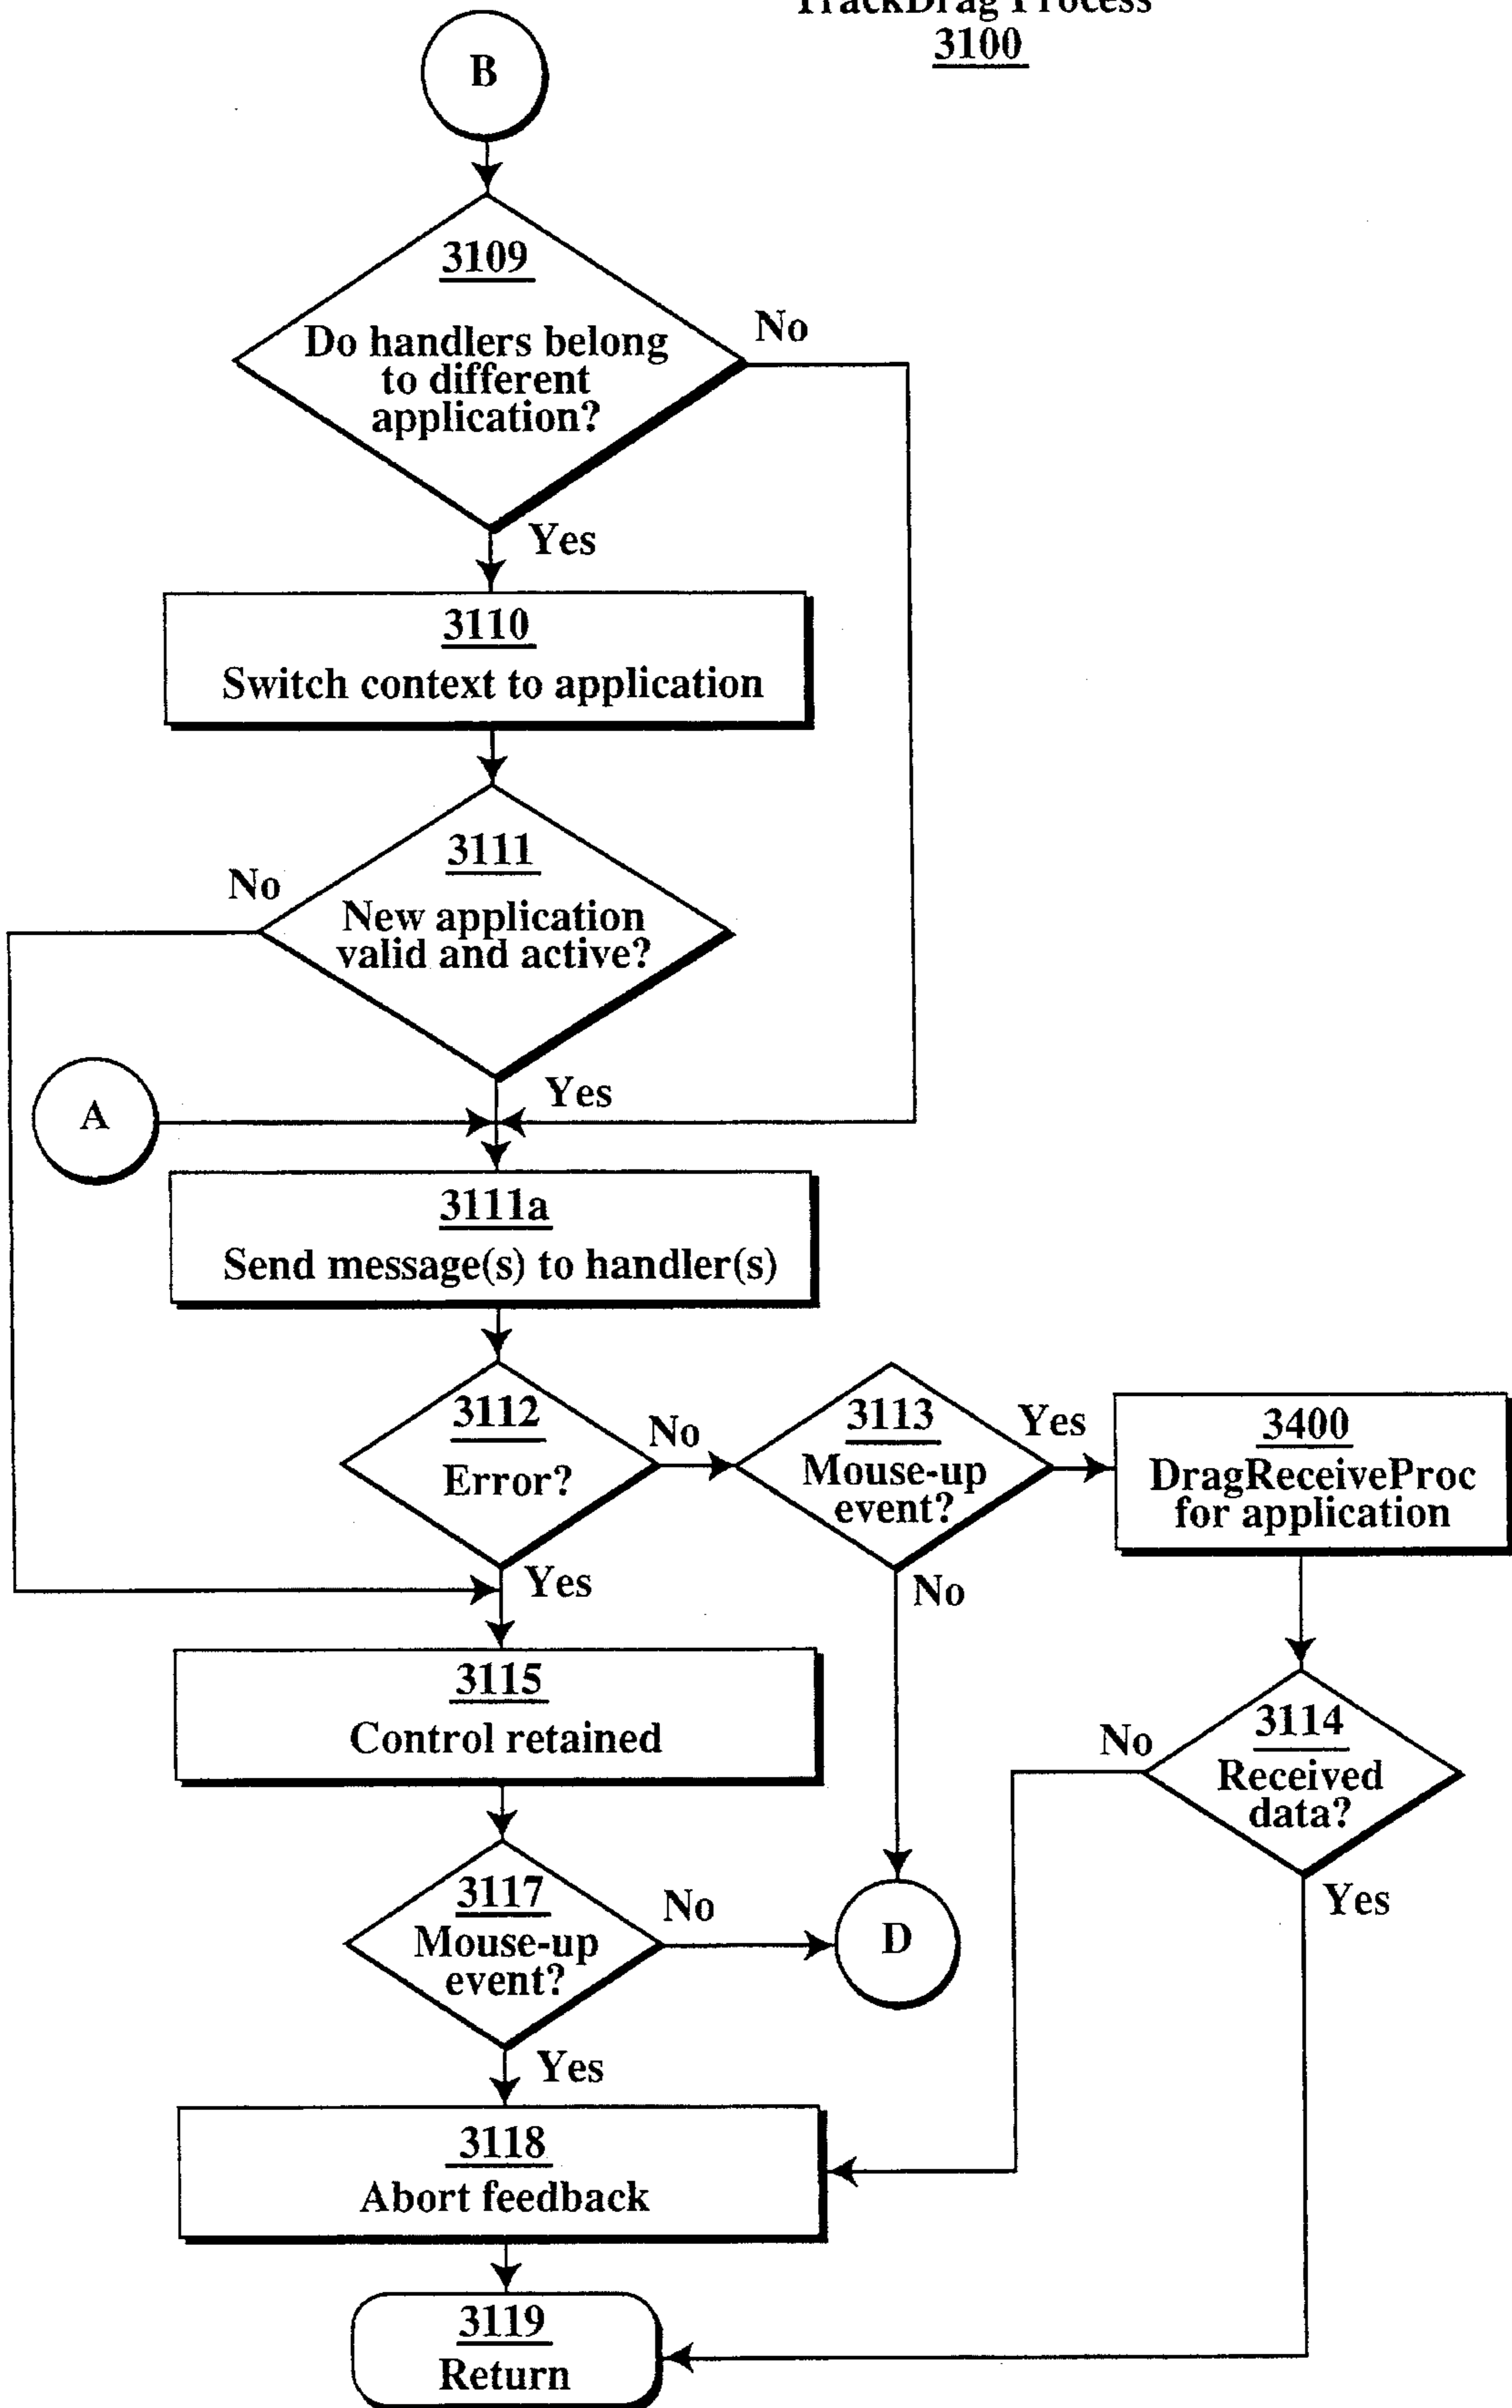 TrackDrag Process
3100
B
3109
Do handlers belong
to different
application?
No
Yes
3110
Switch context to application
3111
New application
valid and active?
No
Yes
A
3111a
Send message(s) to handler(s)
3112
Error?
No
Yes
3113
Mouse-up
event?
Yes
No
3400
DragReceiveProc
for application
3114
Received
data?
No
Yes
3115
Control retained
3117
Mouse-up
event?
No
Yes
D
3118
Abort feedback
3119
Return